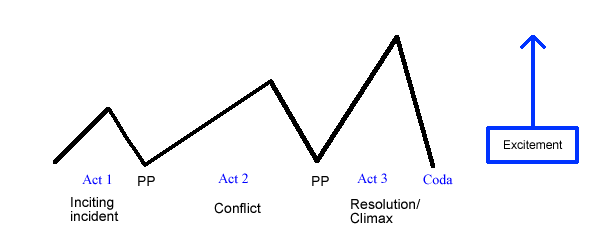 Excitement
Act 1
PP
Act 2
PP
Act 3
Coda
Inciting
incident
Conflict
Resolution/
Climax